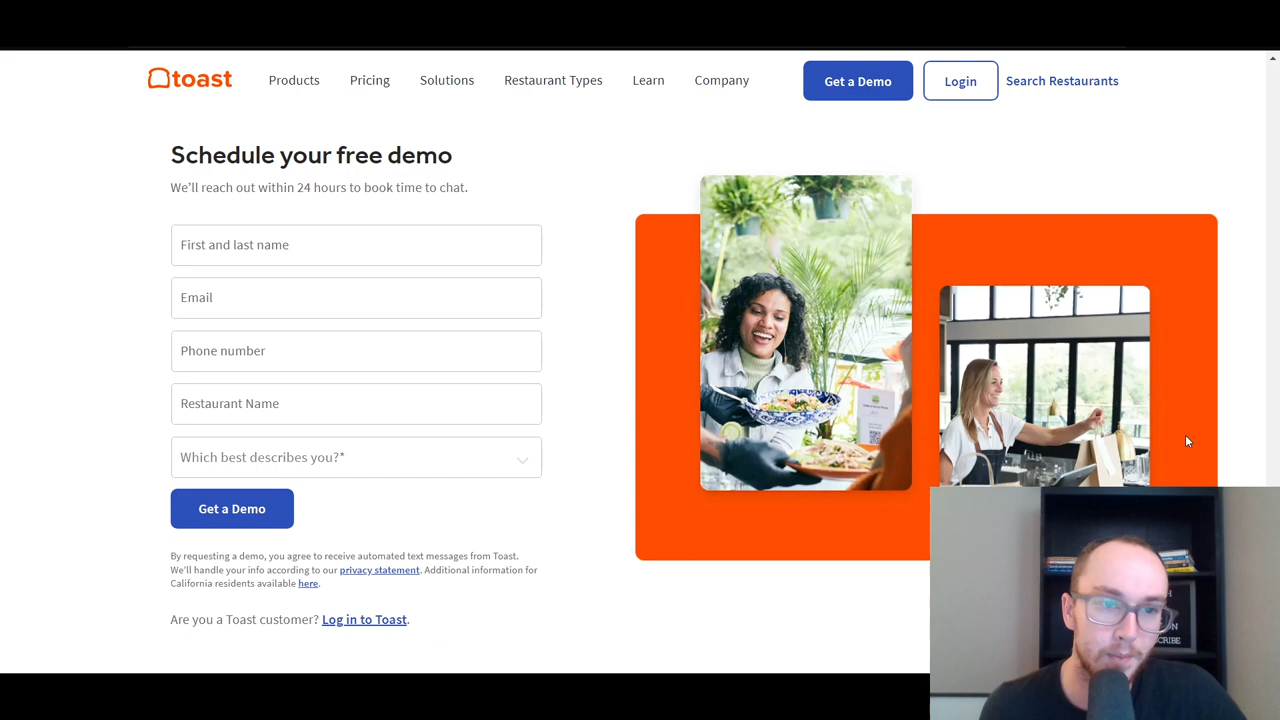 toast
Products
Pricing
Solutions
Restaurant Types
Learn
Company
Get a Demo
Login
Search Restaurants
Schedule your free demo
We'll reach out within 24 hours to book time to chat.
First and last name
Email
Phone number
Restaurant Name
Which best describes you?*
Get a Demo
By requesting a demo, you agree to receive automated text messages from Toast.
We'll handle your info according to our privacy statement. Additional information for
California residents available here.
Are you a Toast customer? Log in to Toast.